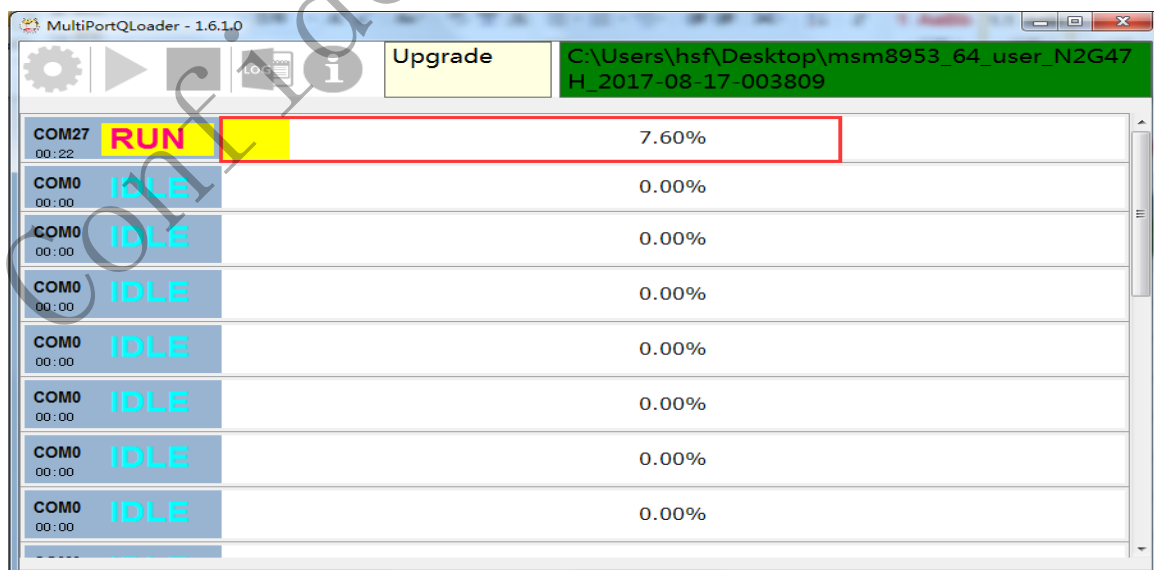 MultiPortQLoader - 1.6.1.0
LOG
Upgrade
C:\Users\hsf\Desktop\msm8953_64_user_N2G47
H_2017-08-17-003809
COM27
RUN
7.60%
00:22
COM0
IDLE
0.00%
00:00
COM0
IDLE
0.00%
00:00
COM0
IDLE
0.00%
00:00
COM0
IDLE
0.00%
00:00
COM0
IDLE
0.00%
00:00
COM0
IDLE
0.00%
00:00
COM0
IDLE
0.00%
00:00